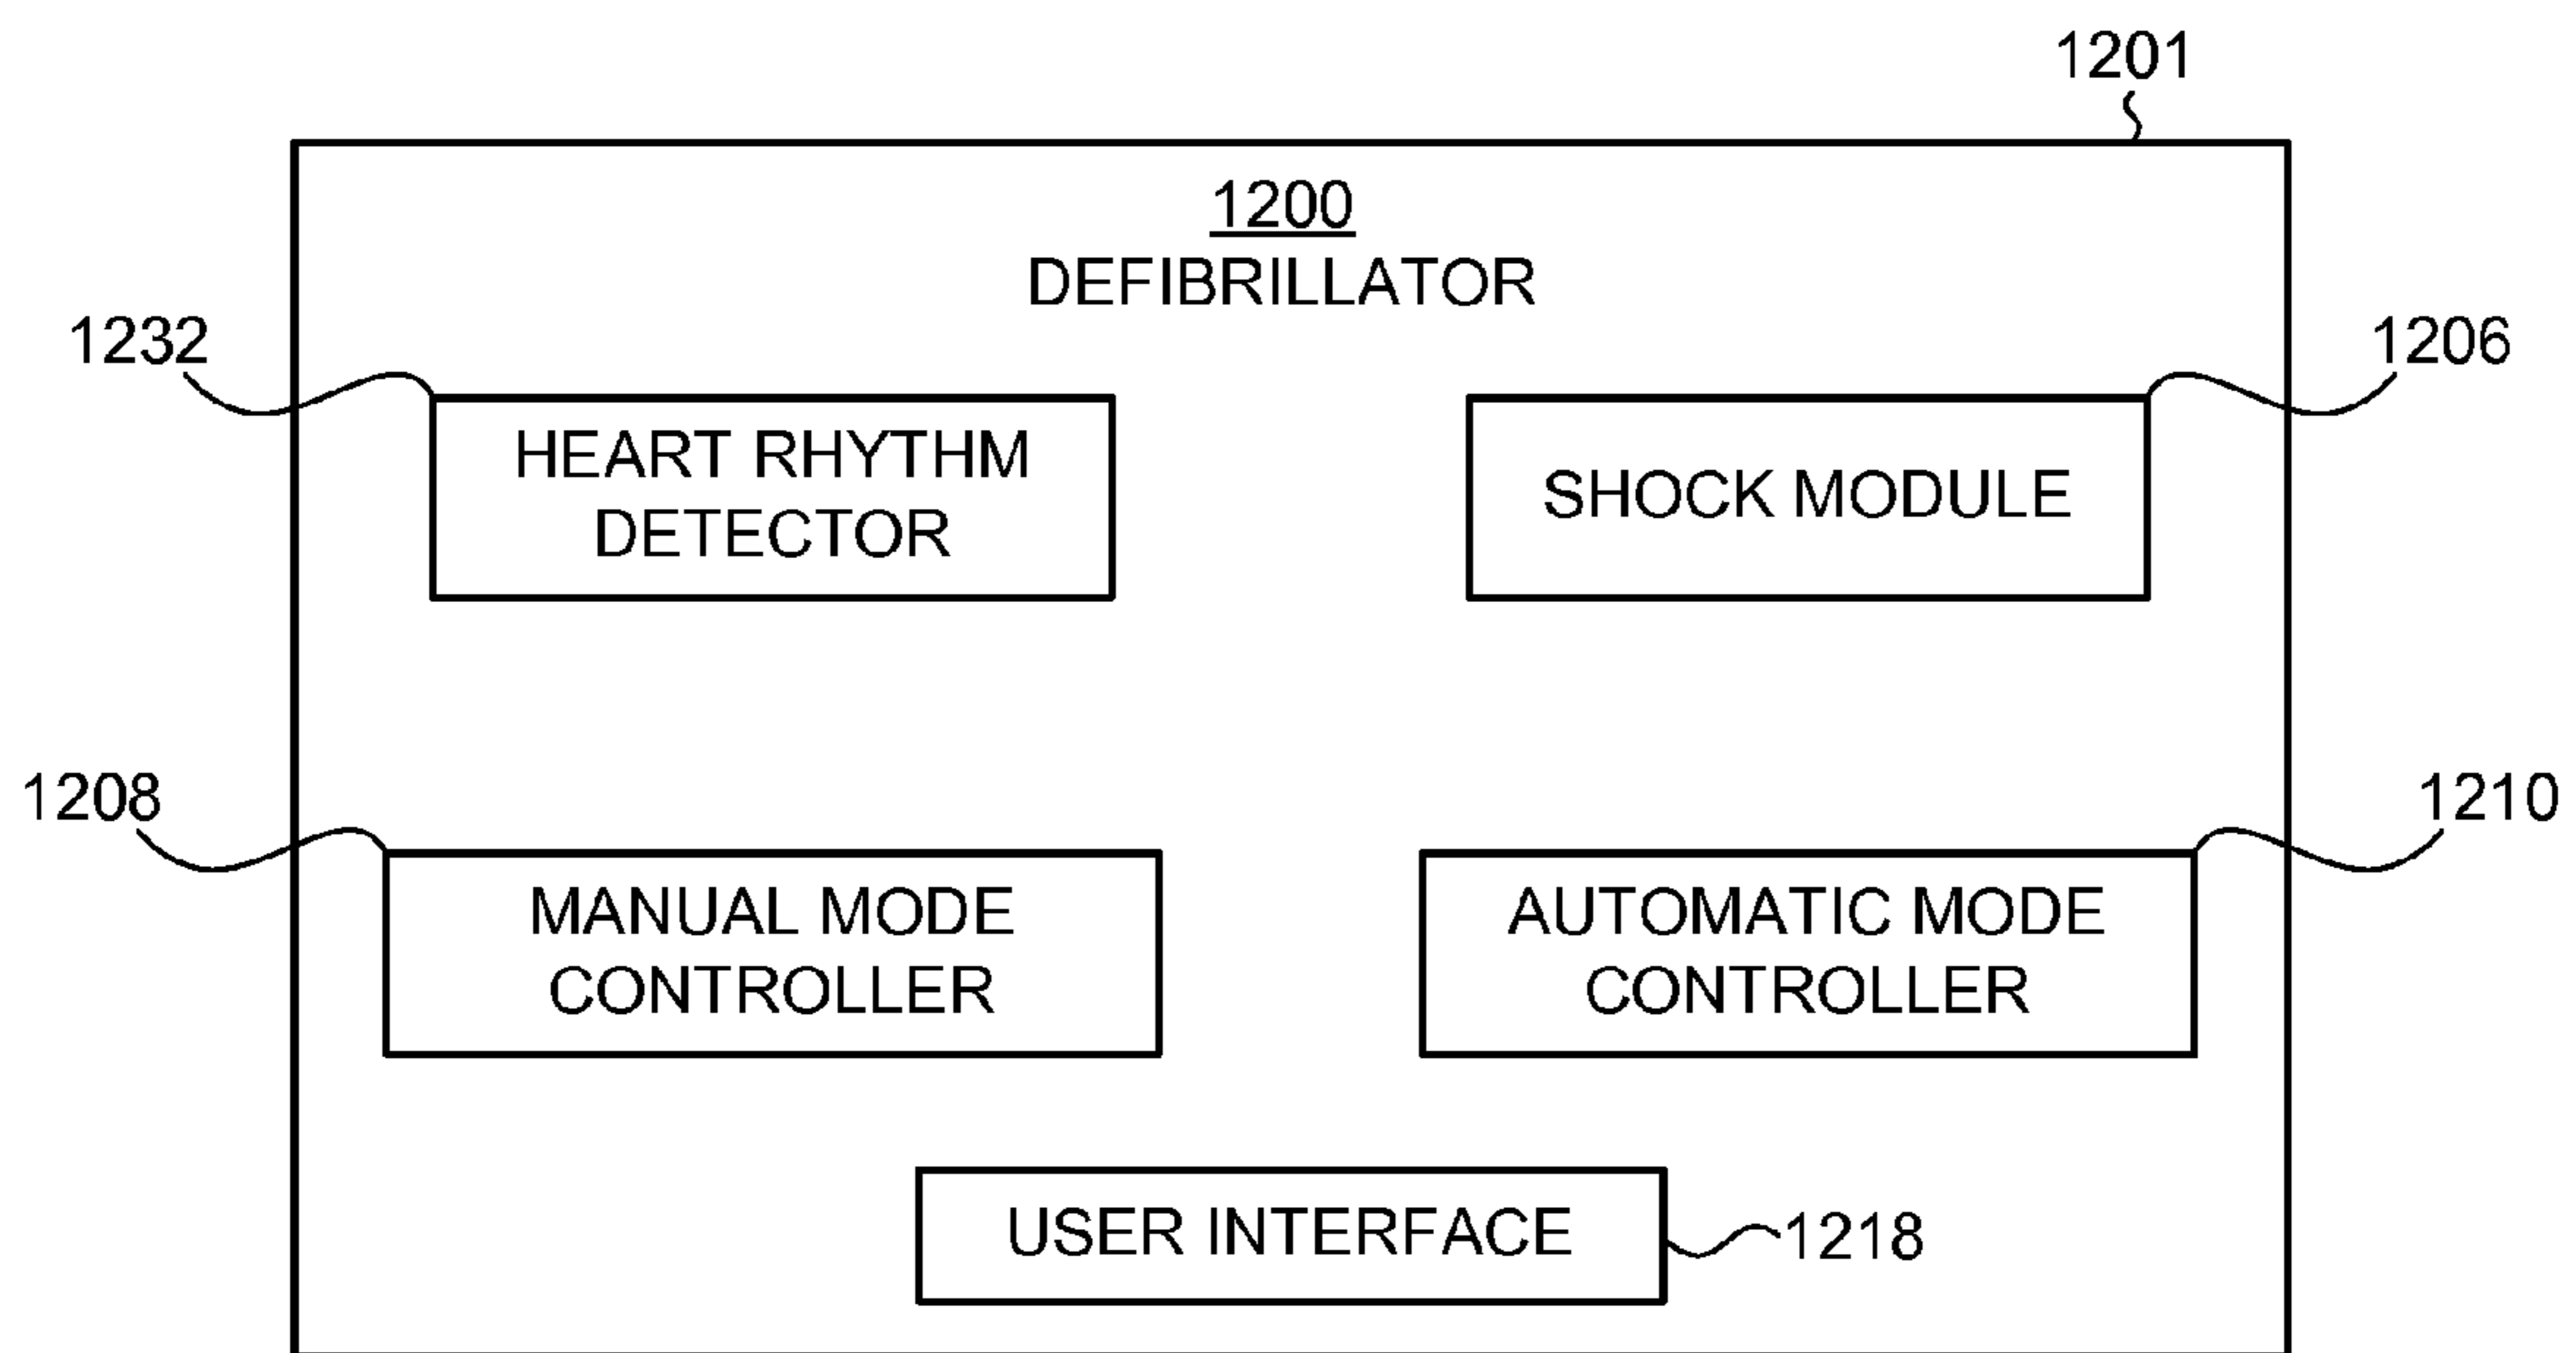 1201
1200
DEFIBRILLATOR
1232
1206
HEART RHYTHM
DETECTOR
SHOCK MODULE
1208
1210
MANUAL MODE
CONTROLLER
AUTOMATIC MODE
CONTROLLER
USER INTERFACE
1218